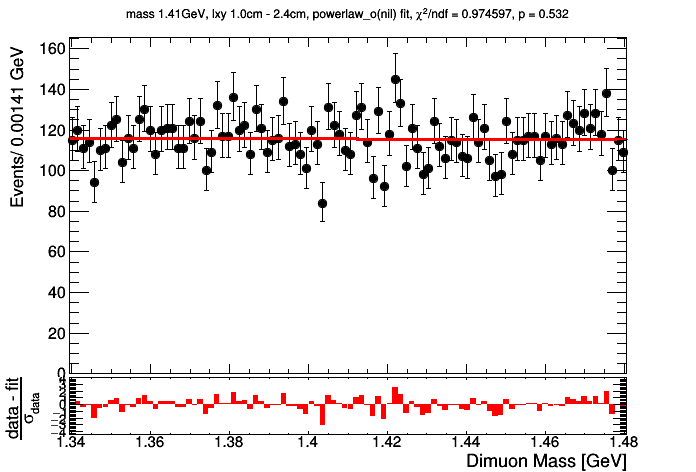 mass 1.41GeV, lxy 1.0cm - 2.4cm, powerlaw_o(nil) fit, χ²/ndf = 0.974597, p = 0.532
Events/ 0.00141 GeV
160
140
120
100
80
60
40
20
0
data - fit
σdata
1.34 1.36 1.38 1.4 1.42 1.44 1.46 1.48
Dimuon Mass [GeV]